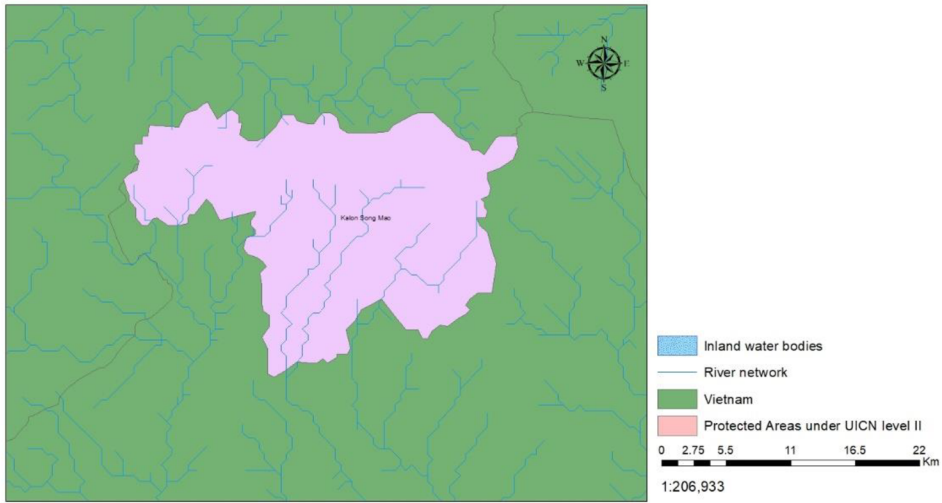 N
W E
S
Kalon Song Mao
Inland water bodies
River network
Vietnam
Protected Areas under UICN level II
0 2.75 5.5 11 16.5 22
Km
1:206,933